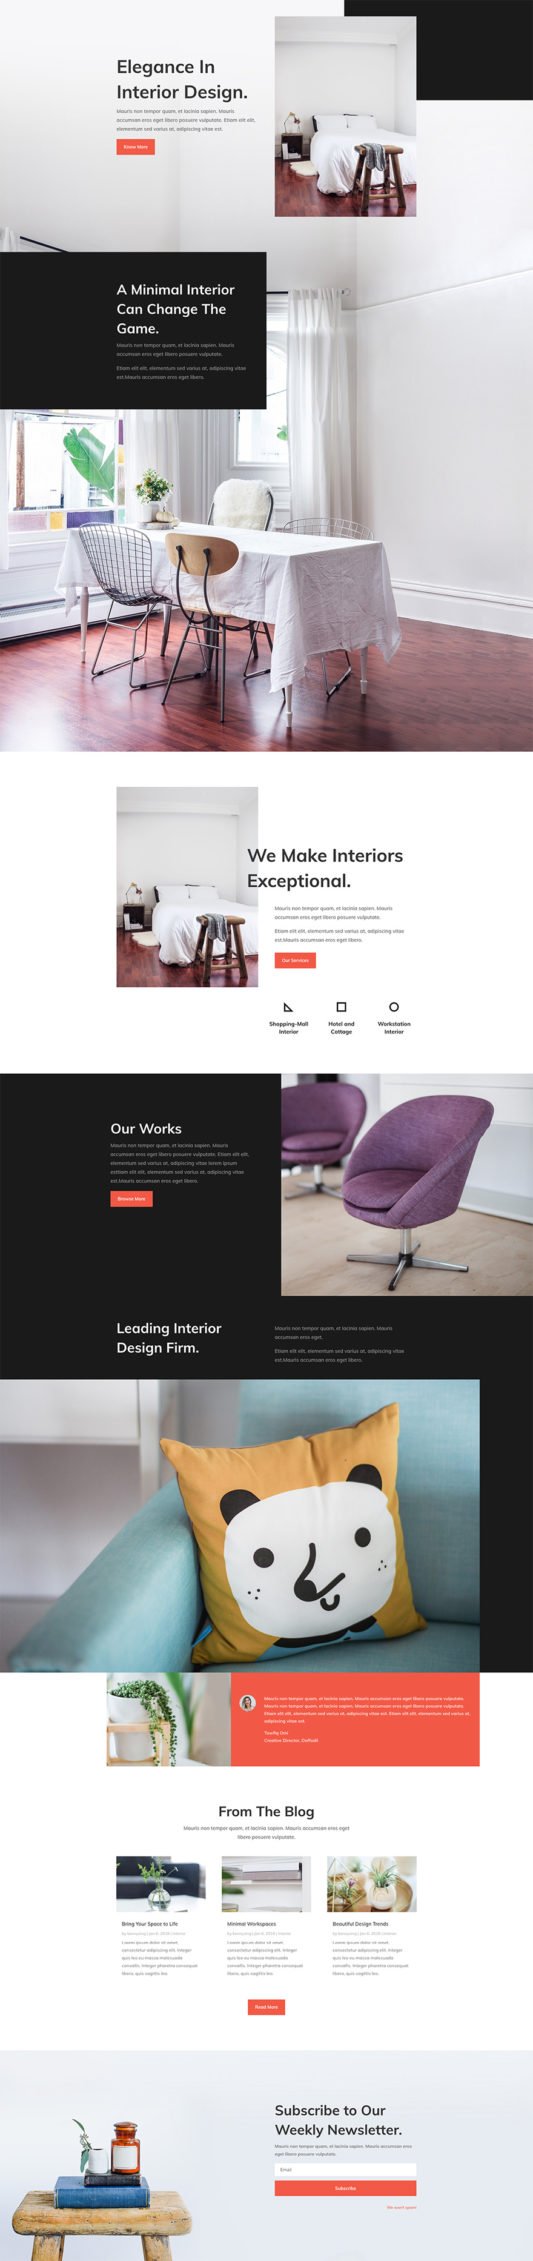 Elegance In
Interior Design.
Mauris non tempor quam, et lacinia sapien. Mauris
accumsan eros eget libero posuere vulputate. Etiam elit elit,
elementum sed varius at, adipiscing vitae est.
Know More
A Minimal Interior
Can Change The
Game.
Mauris non tempor quam, et lacinia sapien. Mauris
accumsan eros eget libero posuere vulputate.
Etiam elit elit, elementum sed varius at, adipiscing vitae
est.Mauris accumsan eros eget libero.
We Make Interiors
Exceptional.
Mauris non tempor quam, et lacinia sapien. Mauris
accumsan eros eget libero posuere vulputate.
Etiam elit elit, elementum sed varius at, adipiscing vitae
est.Mauris accumsan eros eget libero.
Our Services
Shopping-Mall
Interior
Hotel and
Cottage
Workstation
Interior
Our Works
Mauris non tempor quam, et lacinia sapien. Mauris
accumsan eros eget libero posuere vulputate. Etiam elit elit,
elementum sed varius at, adipiscing vitae lorem ipsum
esttiam elit elit, elementum sed varius at, adipiscing vitae
est.Mauris accumsan eros eget libero.
Browse More
Leading Interior
Design Firm.
Mauris non tempor quam, et lacinia sapien. Mauris
accumsan eros eget.
Etiam elit elit, elementum sed varius at, adipiscing vitae
est.Mauris accumsan eros eget libero.
Mauris non tempor quam, et lacinia sapien. Mauris accumsan eros eget libero posuere vulputate.
Mauris non tempor quam, et lacinia sapien. Mauris accumsan eros eget libero posuere vulputate.
Etiam elit elit, elementum sed varius at, adipiscing vitae est. Etiam elit elit, elementum sed varius at,
adipiscing vitae est.
Creative Director, Daffodil
From The Blog
Mauris non tempor quam, et lacinia sapien. Mauris accumsan eros eget
libero posuere vulputate.
Bring Your Space to Life
Lorem ipsum dolor sit amet,
consectetur adipiscing elit. Integer
quis leo eu massa malesuada
convallis. Integer pharetra consequat
libero, quis sagittis leo.
Minimal Workspaces
Lorem ipsum dolor sit amet,
consectetur adipiscing elit. Integer
quis leo eu massa malesuada
convallis. Integer pharetra consequat
libero, quis sagittis leo.
Beautiful Design Trends
Lorem ipsum dolor sit amet,
consectetur adipiscing elit. Integer
quis leo eu massa malesuada
convallis. Integer pharetra consequat
libero, quis sagittis leo.
Read More
Subscribe to Our
Weekly Newsletter.
Mauris non tempor quam, et lacinia sapien. Mauris accumsan eros
eget libero posuere vulputate.
Email
Subscribe
We won't spam!